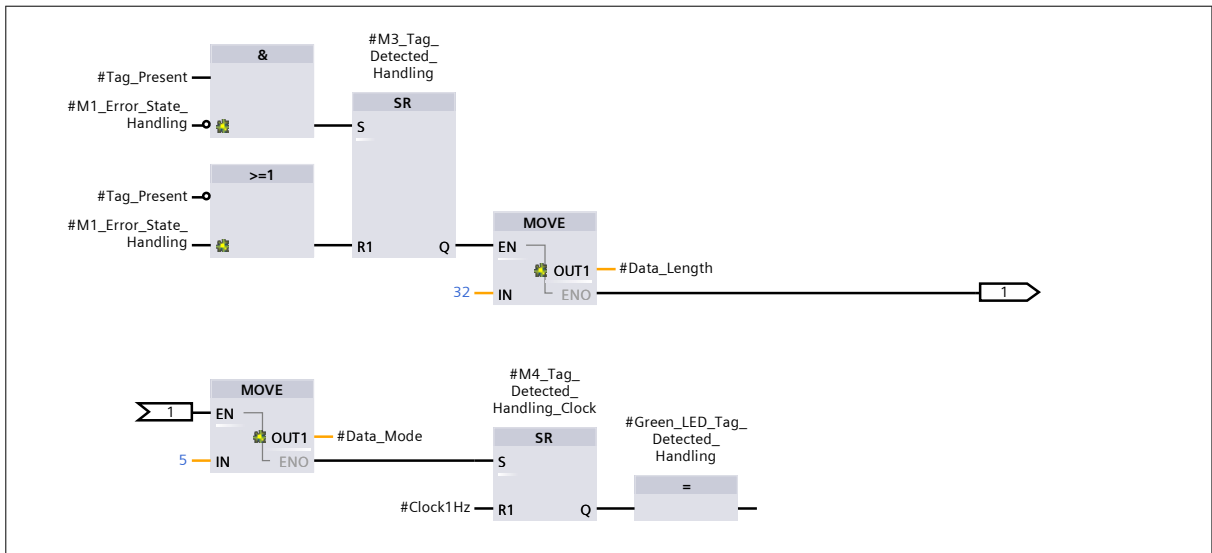 &
#Tag_Present
#M1_Error_State_
Handling
#M3_Tag_
Detected_
Handling
SR
S
R1
Q
>=1
#Tag_Present
#M1_Error_State_
Handling
MOVE
EN
OUT1
#Data_Length
32
IN
ENO
1
1
MOVE
EN
OUT1
#Data_Mode
5
IN
ENO
#M4_Tag_
Detected_
Handling_Clock
SR
S
#Clock1Hz
R1
Q
#Green_LED_Tag_
Detected_
Handling
=